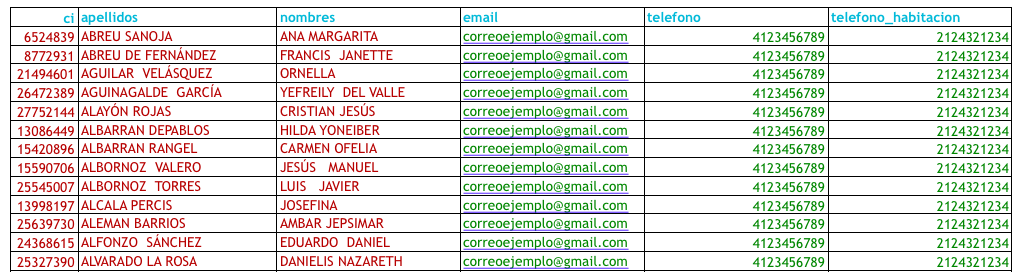 ci apellidos nombres email telefono telefono_habitacion
6524839 ABREU SANOJA ANA MARGARITA correoejemplo@gmail.com 4123456789 2124321234
8772931 ABREU DE FERNÁNDEZ FRANCIS JANETTE correoejemplo@gmail.com 4123456789 2124321234
21494601 AGUILAR VELÁSQUEZ ORNELLA correoejemplo@gmail.com 4123456789 2124321234
26472389 AGUINAGALDE GARCÍA YEFREILY DEL VALLE correoejemplo@gmail.com 4123456789 2124321234
27752144 ALAYÓN ROJAS CRISTIAN JESÚS correoejemplo@gmail.com 4123456789 2124321234
13086449 ALBARRAN DEPABLOS HILDA YONEIBER correoejemplo@gmail.com 4123456789 2124321234
15420896 ALBARRAN RANGEL CARMEN OFELIA correoejemplo@gmail.com 4123456789 2124321234
15590706 ALBORNOZ VALERO JESÚS MANUEL correoejemplo@gmail.com 4123456789 2124321234
25545007 ALBORNOZ TORRES LUIS JAVIER correoejemplo@gmail.com 4123456789 2124321234
13998197 ALCALA PERCIS JOSEFINA correoejemplo@gmail.com 4123456789 2124321234
25639730 ALEMAN BARRIOS AMBAR JEPSIMAR correoejemplo@gmail.com 4123456789 2124321234
24368615 ALFONZO SÁNCHEZ EDUARDO DANIEL correoejemplo@gmail.com 4123456789 2124321234
25327390 ALVARADO LA ROSA DANIELIS NAZARETH correoejemplo@gmail.com 4123456789 2124321234